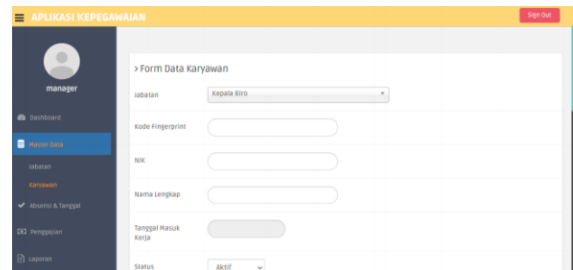 APLIKASI KEPEGAWAIAN
Sign Out
manager
Dashboard
Master Data
Jabatan
Karyawan
Absensi & Tanggal
Penggajian
Laporan
> Form Data Karyawan
Jabatan
Kepala Biro
Kode Fingerprint
NIK
Nama Lengkap
Tanggal Masuk
Kerja
Status
Aktif